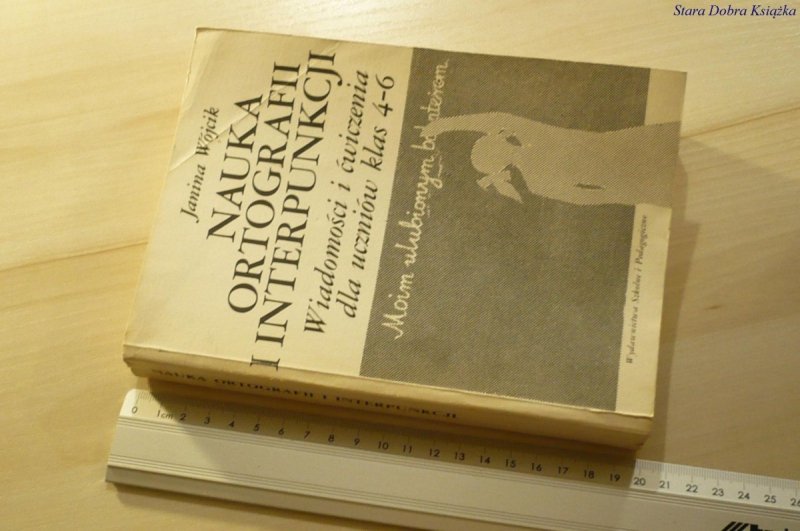 Stara Dobra Książka
Janina Wójcik
NAUKA
ORTOGRAFII
I INTERPUNKCJI
Wiadomości i ćwiczenia
dla uczniów klas 4-6
Moim ulubionym bohaterem
Wydawnictwa Szkolne i Pedagogiczne
NAUKA ORTOGRAFII I INTERPUNKCJI
0 1cm 2 3 4 5 6 7 8 9 10 11 12 13 14 15 16 17 18 19 20 21 22 23 24 25 26